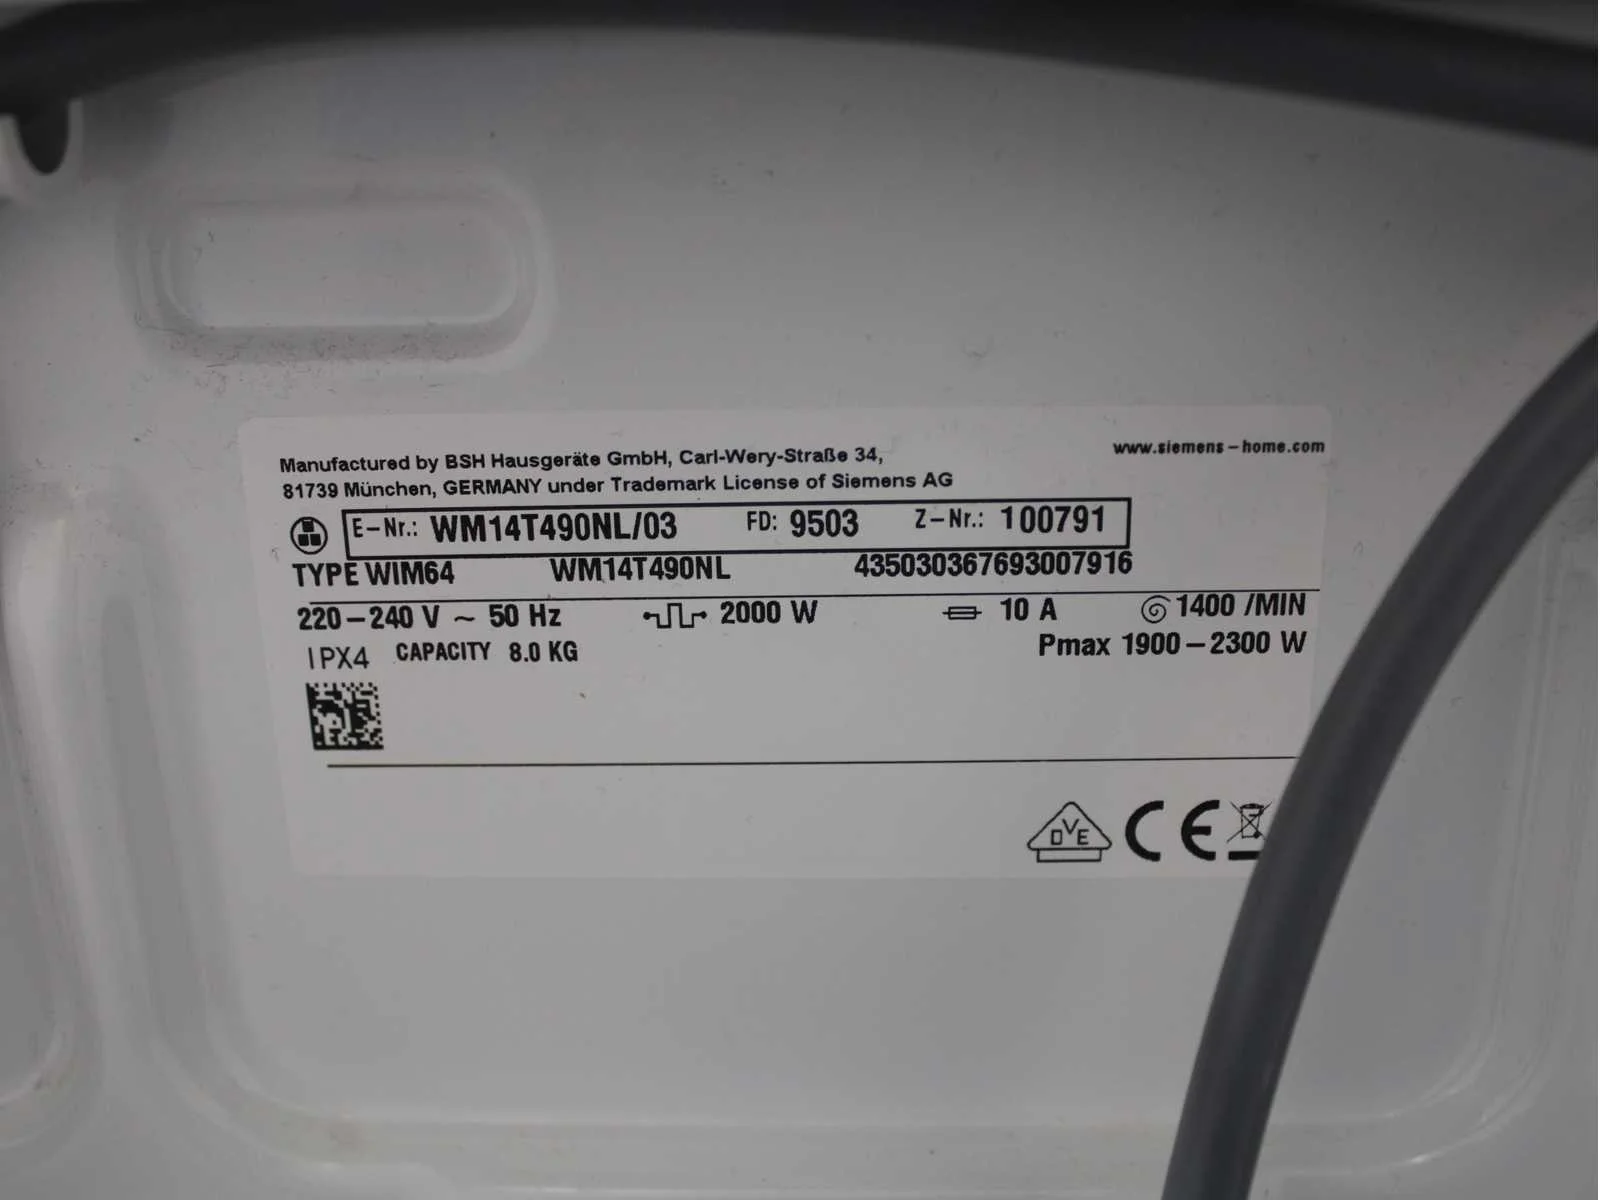 Manufactured by BSH Hausgeräte GmbH, Carl-Wery-Straße 34,
81739 München, GERMANY under Trademark License of Siemens AG
www.siemens-home.com
E-Nr.: WM14T490NL/03 FD: 9503 Z-Nr.: 100791
TYPE WIM64 WM14T490NL 435030367693007916
220-240 V ~ 50 Hz 2000 W 10 A 1400 /MIN
IPX4 CAPACITY 8.0 KG Pmax 1900-2300 W
DVE CE